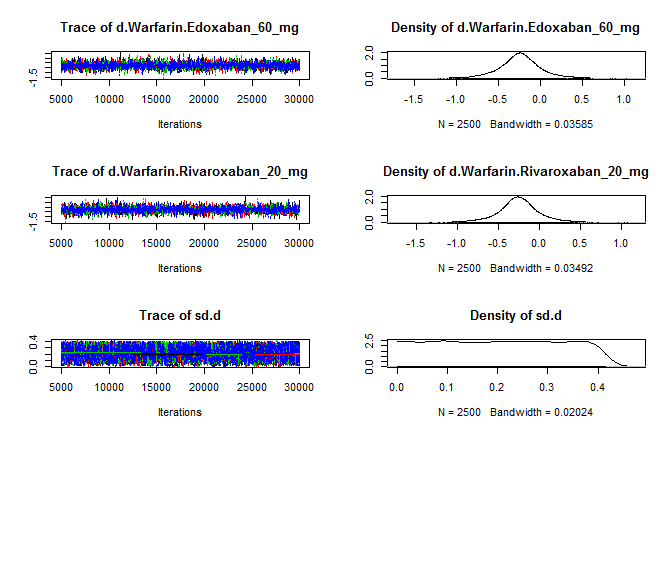 Trace of d.Warfarin.Edoxaban_60_mg
-1.5
5000 10000 15000 20000 25000 30000
Iterations
Density of d.Warfarin.Edoxaban_60_mg
0.0 2.0
-1.5 -1.0 -0.5 0.0 0.5 1.0
N = 2500 Bandwidth = 0.03585
Trace of d.Warfarin.Rivaroxaban_20_mg
-1.5
5000 10000 15000 20000 25000 30000
Iterations
Density of d.Warfarin.Rivaroxaban_20_mg
0.0 2.0
-1.5 -1.0 -0.5 0.0 0.5 1.0
N = 2500 Bandwidth = 0.03492
Trace of sd.d
0.0 0.4
5000 10000 15000 20000 25000 30000
Iterations
Density of sd.d
0.0 2.5
0.0 0.1 0.2 0.3 0.4
N = 2500 Bandwidth = 0.02024